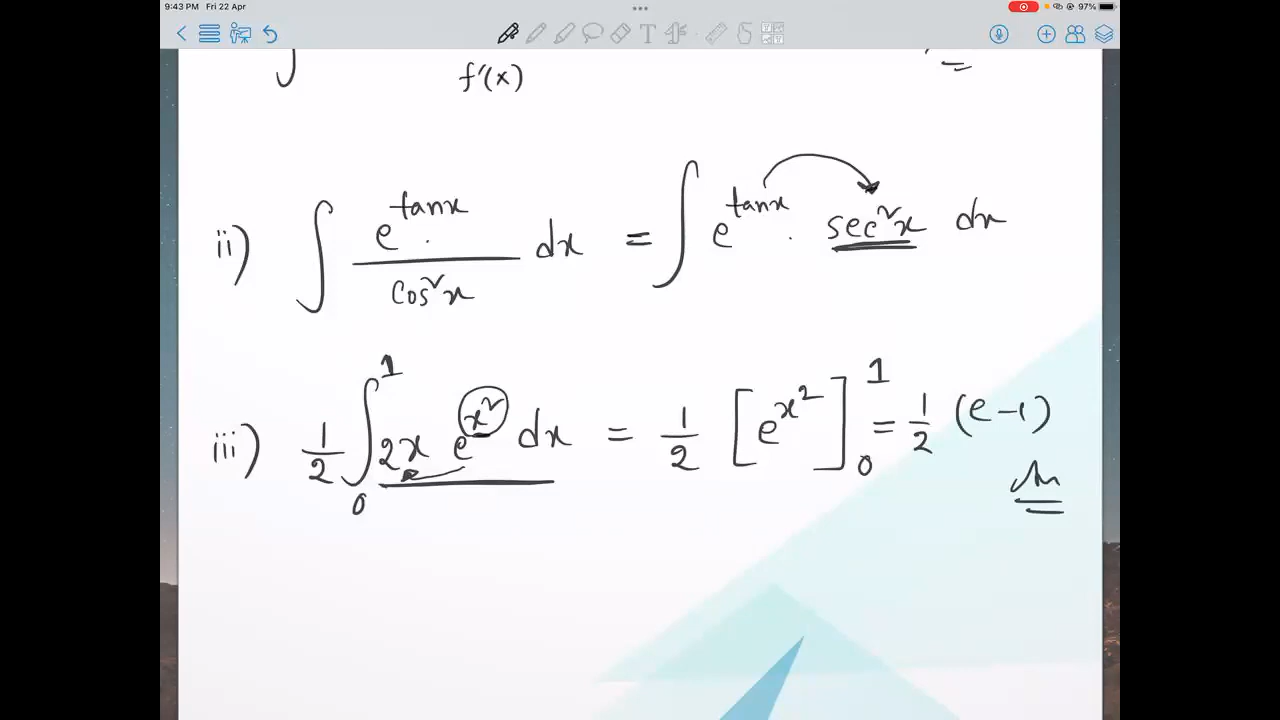 9:43 PM Fri 22 Apr 97%
T
f'(x)
ii) ∫ e^tanx / cos²x dx = ∫ e^tanx . sec²x dx
iii) 1/2 ∫₀¹ 2x e^x² dx = 1/2 [e^x²]₀¹ = 1/2 (e-1)